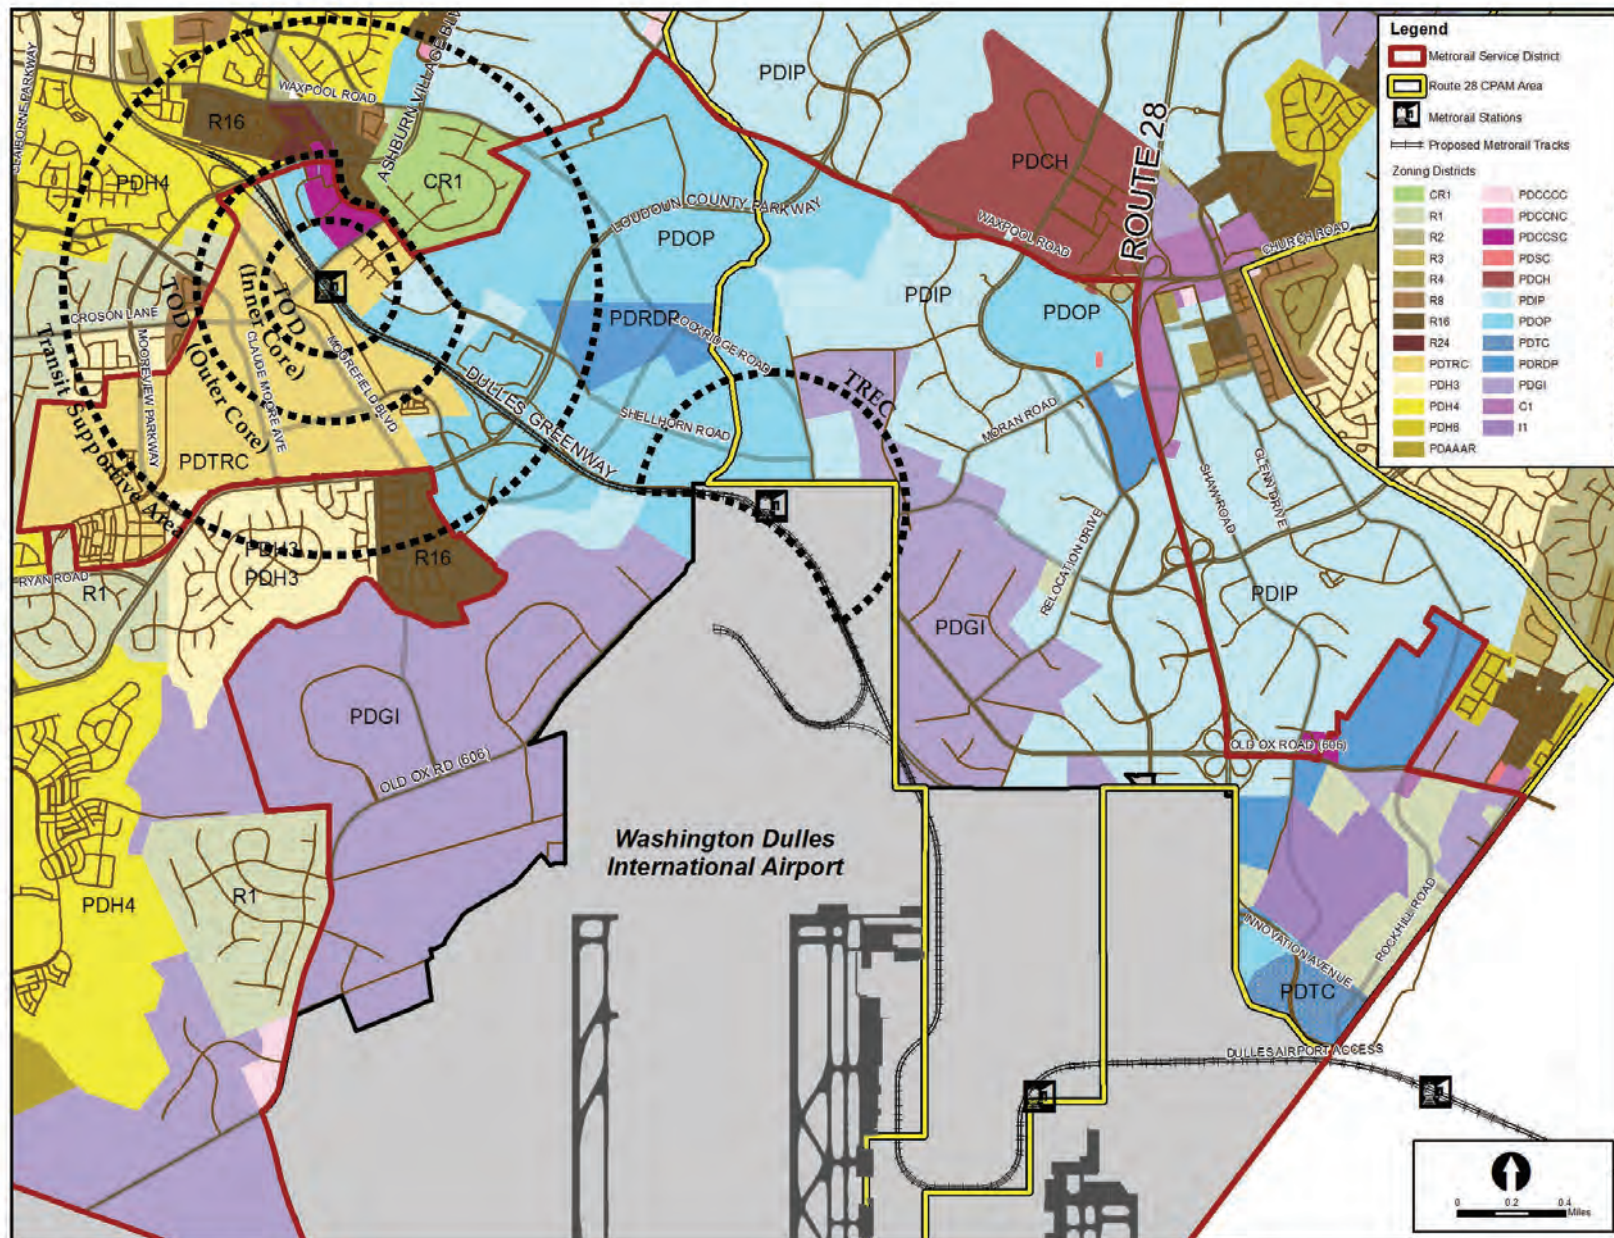 Legend
Metrorail Service District
Route 28 CPAM Area
Metrorail Stations
Proposed Metrorail Tracks
Zoning Districts
CR1
R1
R2
R3
R4
R8
R16
R24
PDTRC
PDH3
PDH4
PDH6
PDAAAR
PDCCCC
PDCCNC
PDCCSC
PDSC
PDCH
PDIP
PDOP
PDTC
PDRDP
PDGI
C1
I1
CLAIBORNE PARKWAY
ASHBURN VILLAGE BLV
WAXPOOL ROAD
PDIP
R16
PDCH
ROUTE 28
PDH4
CR1
LOUDOUN COUNTY PARKWAY
PDOP
WAXPOOL ROAD
CHURCH ROAD
TOD
(Inner Core)
TOD
(Outer Core)
Transit Supportive Area
CROSON LANE
MOOREVIEW PARKWAY
CLAUDE MOORE AVE
MOOREFIELD BLVD
PDRDP
LOCKRIDGE ROAD
PDIP
PDOP
DULLES GREENWAY
SHELLHORN ROAD
TREC
MORAN ROAD
PDTRC
SHAW ROAD
GLENN DRIVE
RELOCATION DRIVE
PDH3
PDH3
R16
RYAN ROAD
R1
PDIP
PDGI
PDGI
OLD OX RD (606)
OLD OX ROAD (606)
Washington Dulles
International Airport
PDH4
R1
ROCKHILL ROAD
INNOVATION AVENUE
PDTC
DULLES AIRPORT ACCESS
0 0.2 0.4
Miles